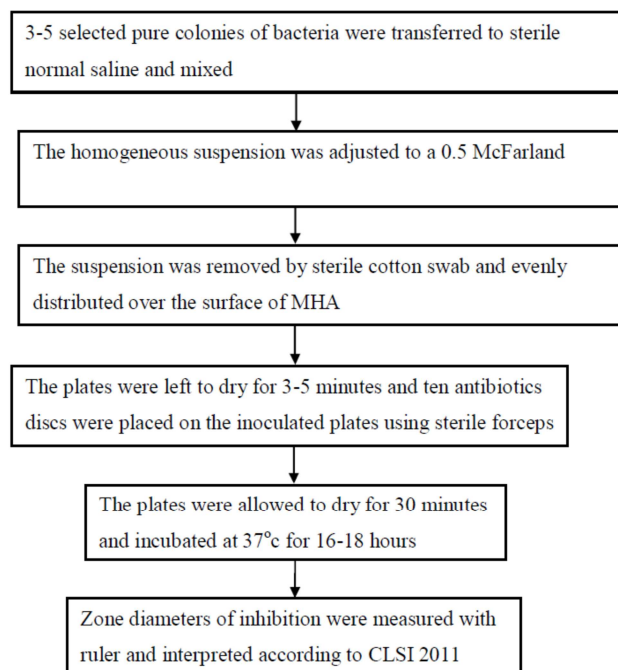 3-5 selected pure colonies of bacteria were transferred to sterile
normal saline and mixed
The homogeneous suspension was adjusted to a 0.5 McFarland
The suspension was removed by sterile cotton swab and evenly
distributed over the surface of MHA
The plates were left to dry for 3-5 minutes and ten antibiotics
discs were placed on the inoculated plates using sterile forceps
The plates were allowed to dry for 30 minutes
and incubated at 37°c for 16-18 hours
Zone diameters of inhibition were measured with
ruler and interpreted according to CLSI 2011